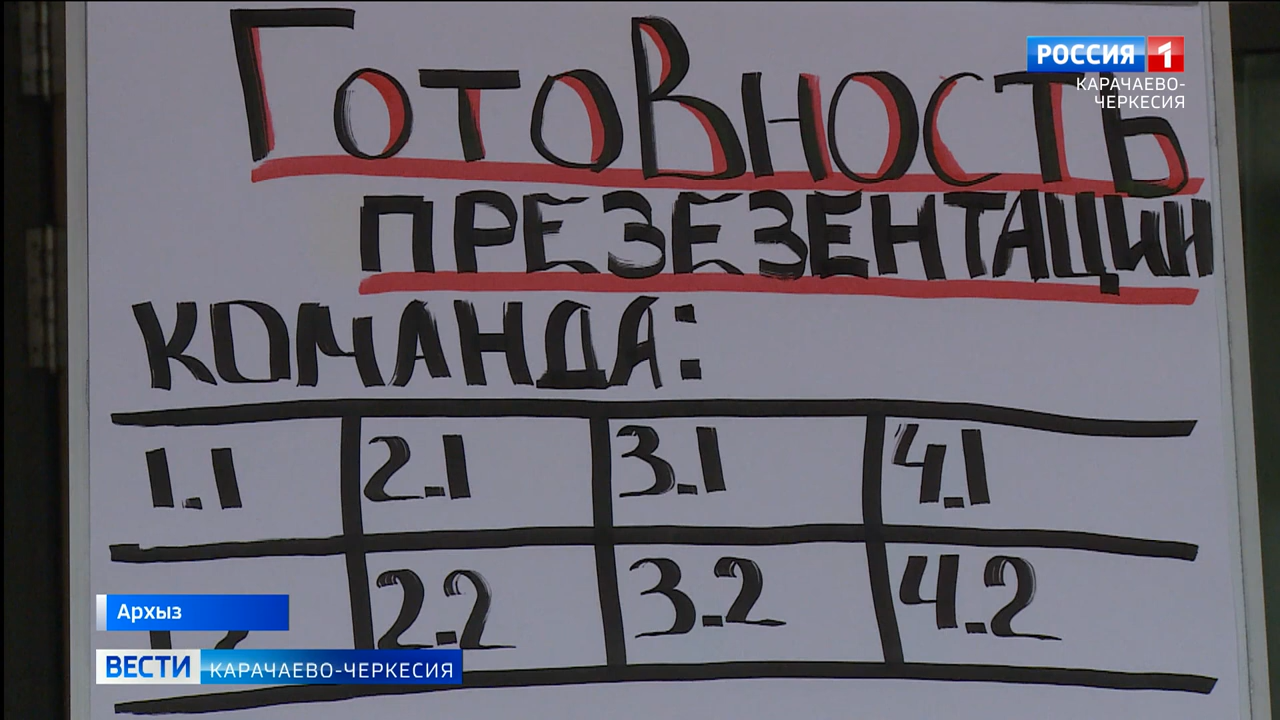 ГОТОВНОСТЬ
ПРЕЗЕЗЕНТАЦИИ
КОМАНДА:
1.1 2.1 3.1 4.1
2.2 3.2 4.2
РОССИЯ 1
КАРАЧАЕВО-
ЧЕРКЕСИЯ
Архыз
ВЕСТИ КАРАЧАЕВО-ЧЕРКЕСИЯ